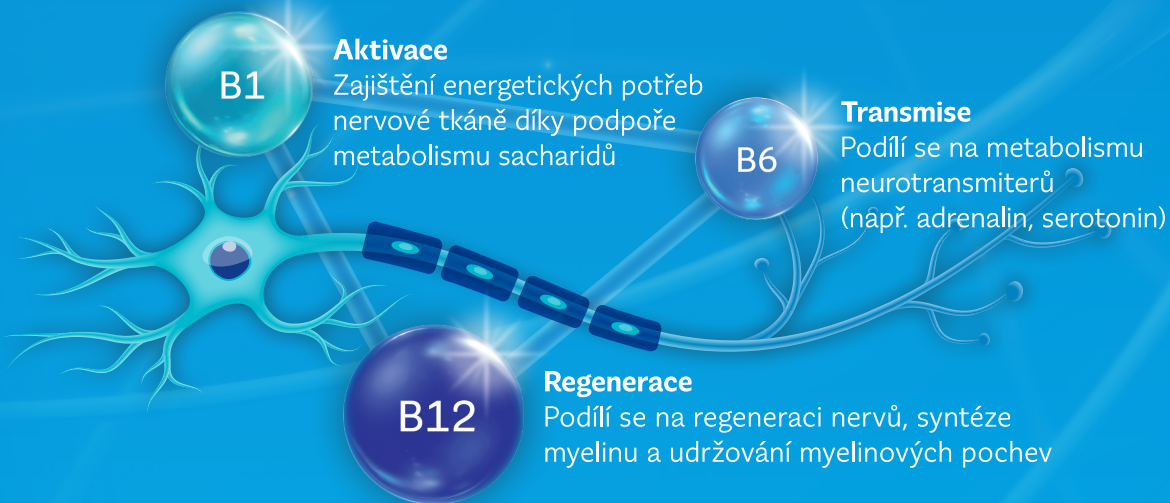 B1
Aktivace
Zajištění energetických potřeb
nervové tkáně díky podpoře
metabolismu sacharidů
B6
Transmise
Podílí se na metabolismu
neurotransmiterů
(např. adrenalin, serotonin)
B12
Regenerace
Podílí se na regeneraci nervů, syntéze
myelinu a udržování myelinových pochev